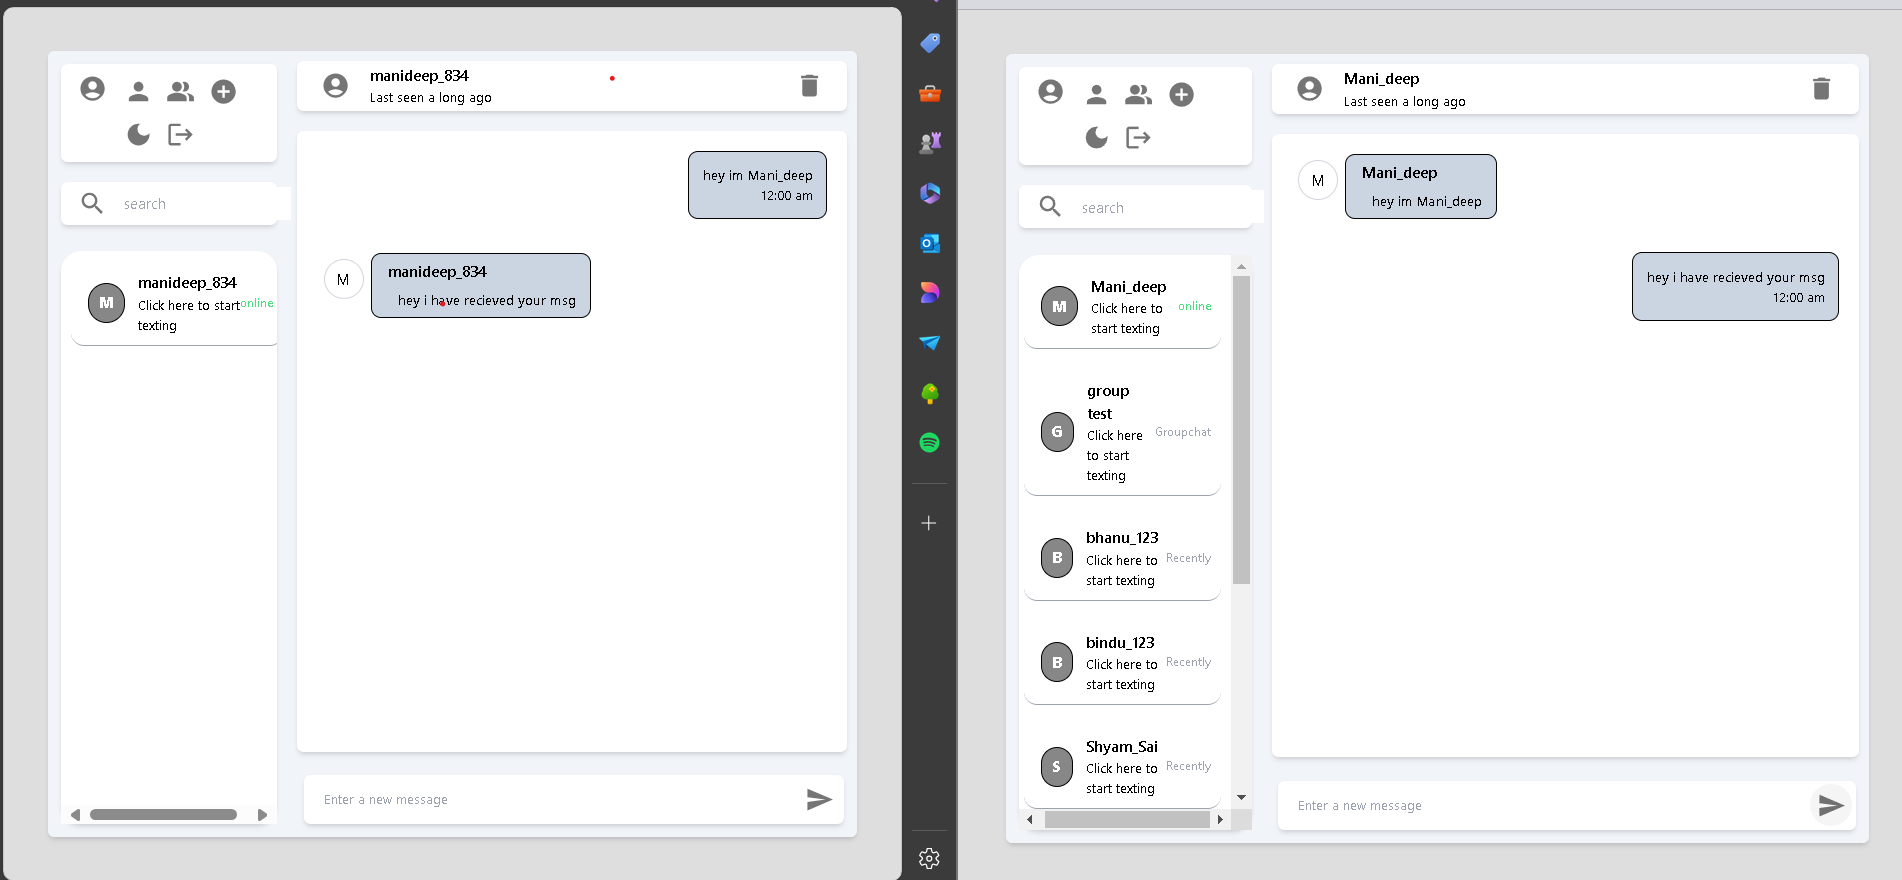 manideep_834
Last seen a long ago
search
M
manideep_834
Click here to start
online
texting
hey im Mani_deep
12:00 am
M
manideep_834
hey i have recieved your msg
Enter a new message
Mani_deep
Last seen a long ago
search
M
Mani_deep
Click here to
online
start texting
G
group
test
Click here
Groupchat
to start
texting
B
bhanu_123
Click here to
Recently
start texting
B
bindu_123
Click here to
Recently
start texting
S
Shyam_Sai
Click here to
Recently
start texting
M
Mani_deep
hey im Mani_deep
hey i have recieved your msg
12:00 am
Enter a new message